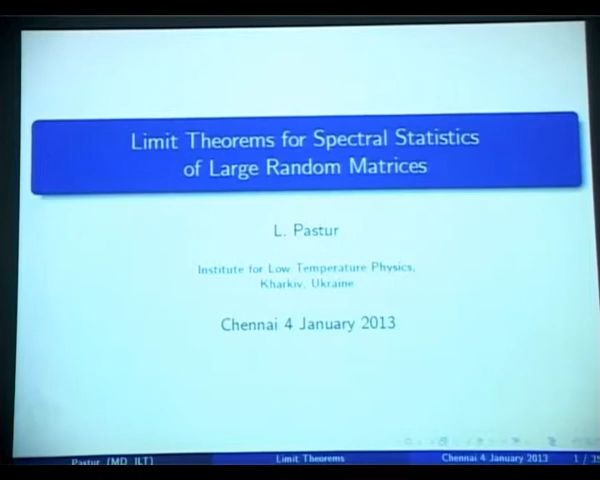 Limit Theorems for Spectral Statistics
of Large Random Matrices
L. Pastur
Institute for Low Temperature Physics,
Kharkiv, Ukraine
Chennai 4 January 2013
Pastur (MD, ILT) Limit Theorems Chennai 4 January 2013 1 /